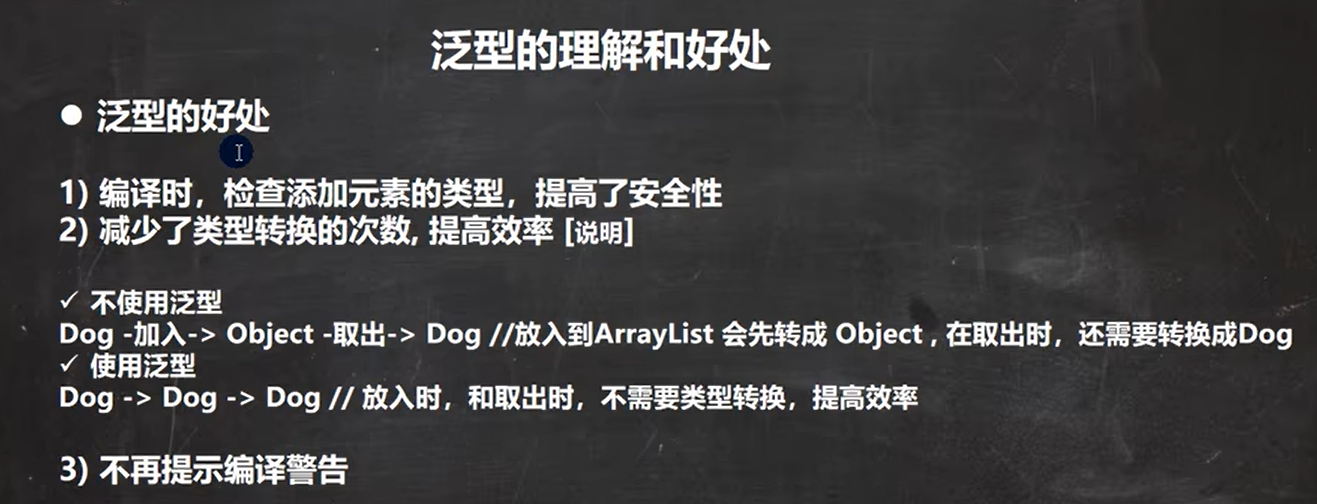 泛型的理解和好处
● 泛型的好处
1) 编译时，检查添加元素的类型，提高了安全性
2) 减少了类型转换的次数, 提高效率 [说明]
✓ 不使用泛型
Dog -加入-> Object -取出-> Dog //放入到ArrayList 会先转成 Object , 在取出时，还需要转换成Dog
✓ 使用泛型
Dog -> Dog -> Dog // 放入时，和取出时，不需要类型转换，提高效率
3) 不再提示编译警告